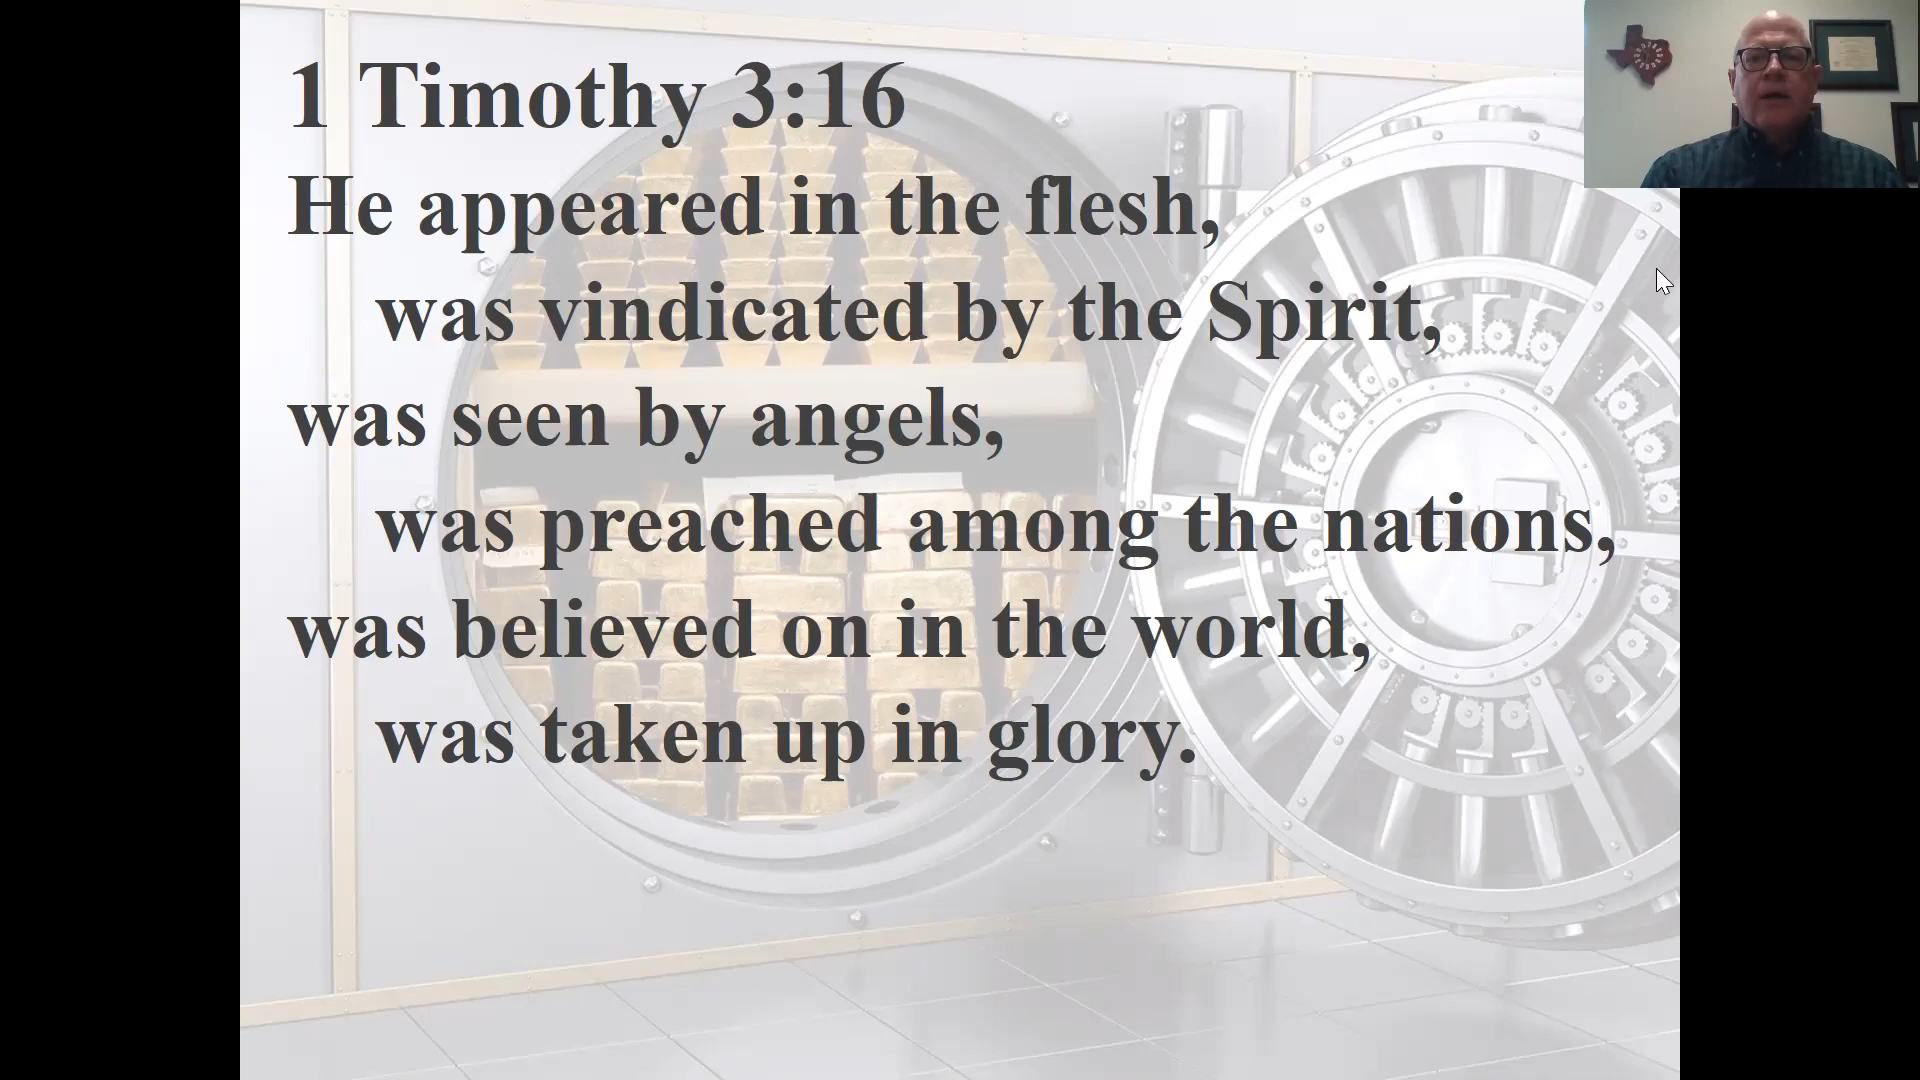 1 Timothy 3:16
He appeared in the flesh,
was vindicated by the Spirit,
was seen by angels,
was preached among the nations,
was believed on in the world,
was taken up in glory.